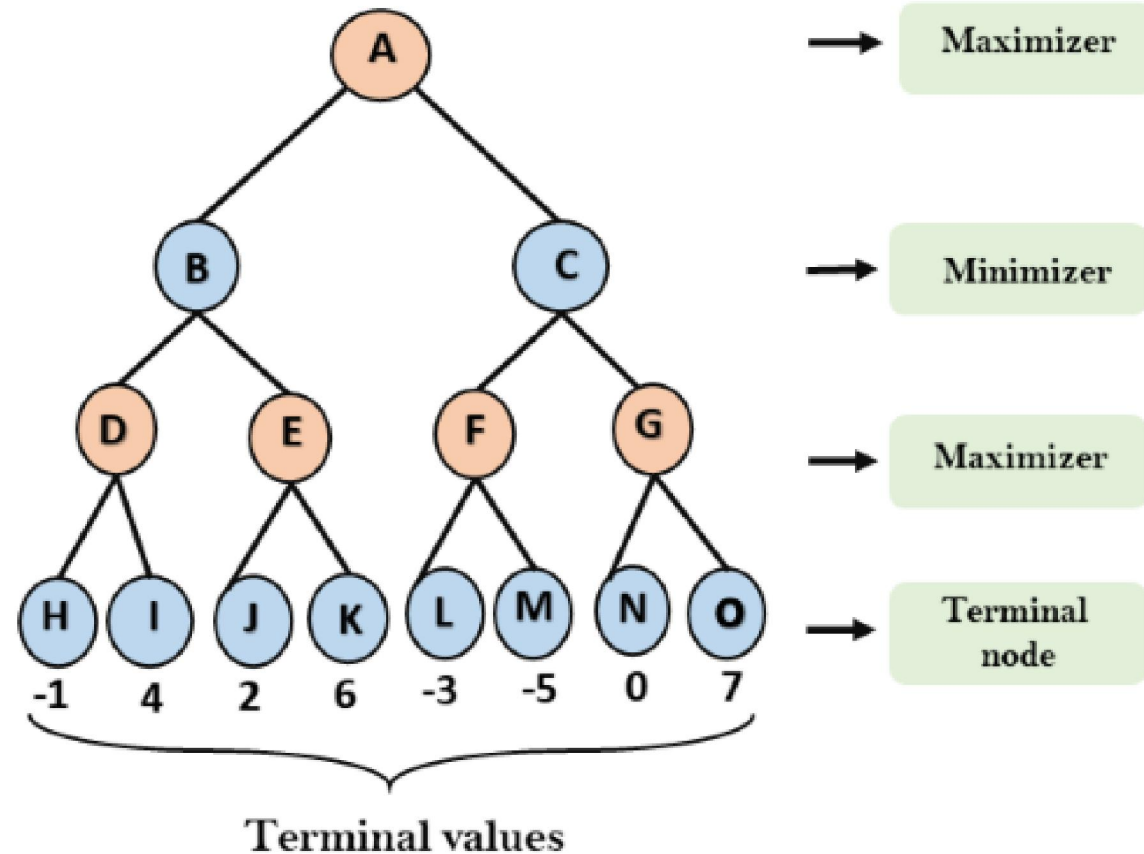 A
Maximizer
B
C
Minimizer
D
E
F
G
Maximizer
H
I
J
K
L
M
N
O
Terminal
node
-1
4
2
6
-3
-5
0
7
Terminal values